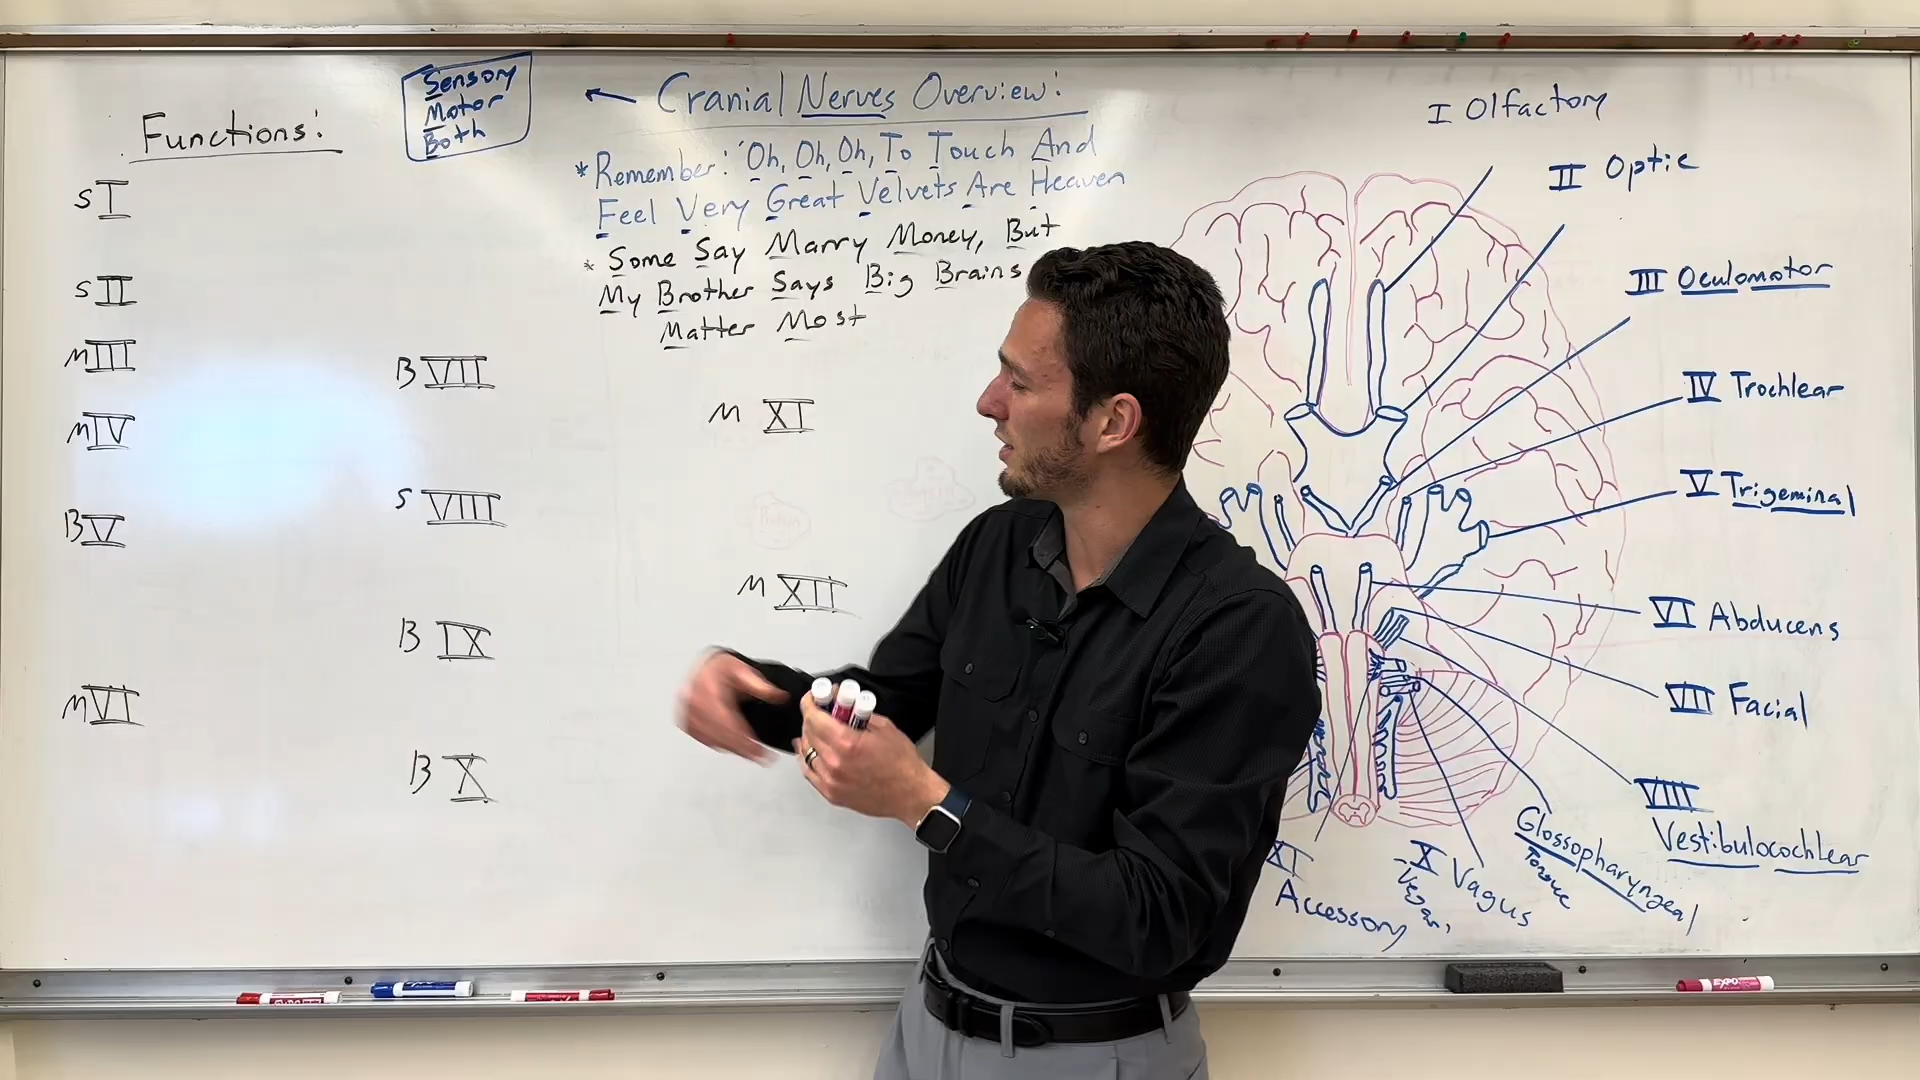 Sensory
Motor
Both
Cranial Nerves Overview:
* Remember: "Oh, Oh, Oh, To Touch And
Feel Very Great Velvets Are Heaven
* Some Say Marry Money, But
My Brother Says Big Brains
Matter Most
Functions:
S I
S II
M III
M IV
B V
M VI
B VII
S VIII
B IX
B X
M XI
M XII
I Olfactory
II Optic
III Oculomotor
IV Trochlear
V Trigeminal
VI Abducens
VII Facial
VIII
Vestibulocochlear
Glossopharyngeal
Tongue
X Vagus
XI
Accessory
EXPO